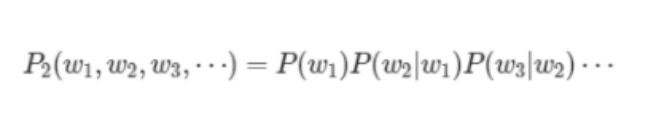 P₂(w₁, w₂, w₃, ⋯) = P(w₁)P(w₂|w₁)P(w₃|w₂) ⋯